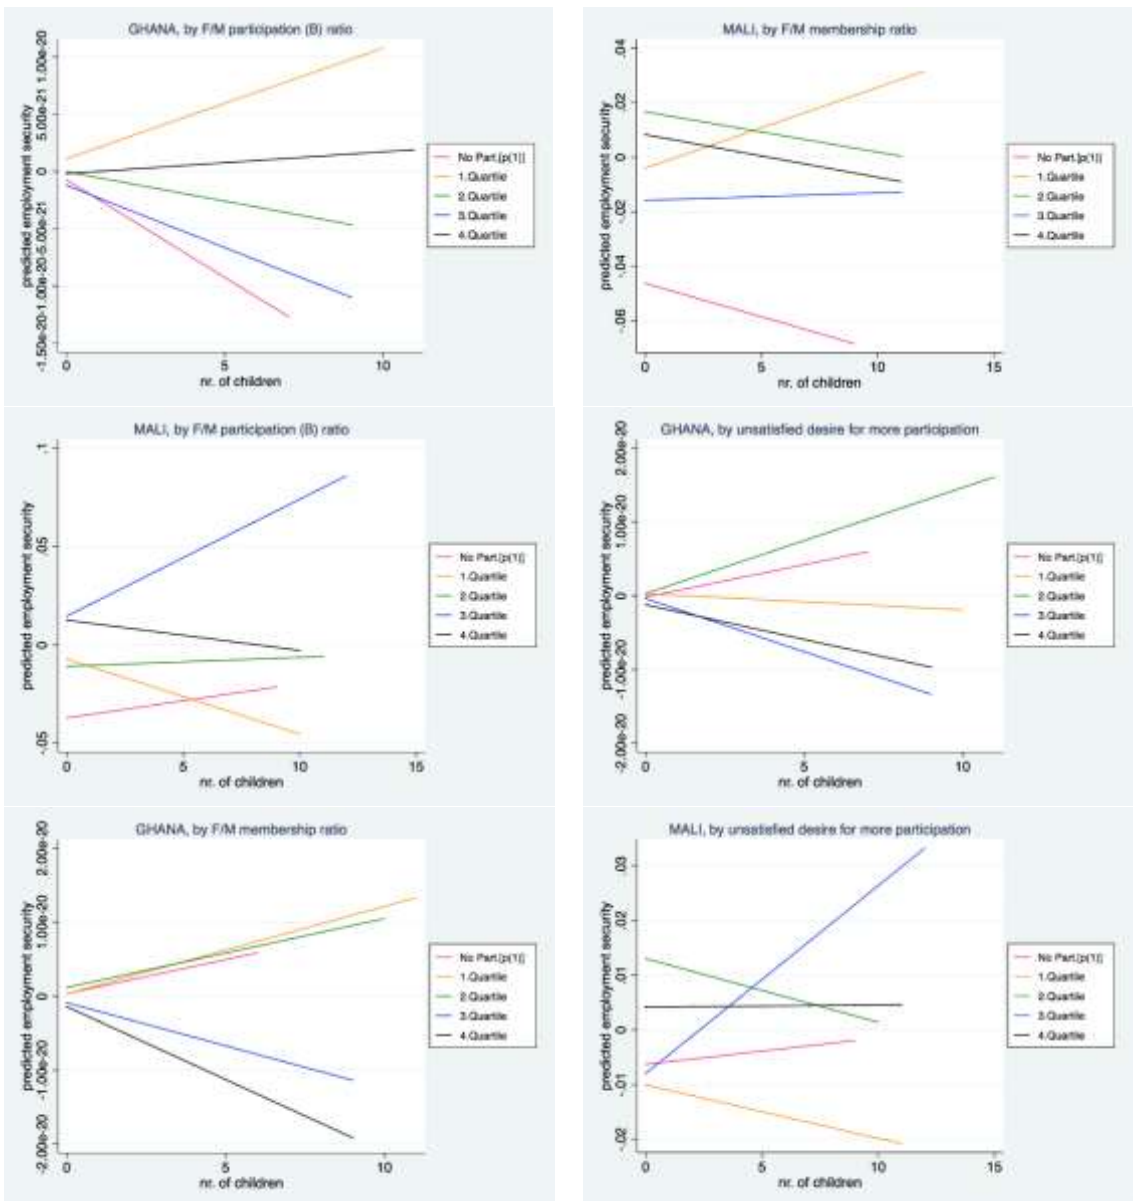 GHANA, by F/M participation (B) ratio
predicted employment security
-1.50e-20 -1.00e-20 -5.00e-21 0 5.00e-21 1.00e-20
0 5 10
nr. of children
No Part.[p(1)]
1.Quartile
2.Quartile
3.Quartile
4.Quartile
MALI, by F/M membership ratio
predicted employment security
-.06 -.04 -.02 0 .02 .04
0 5 10 15
nr. of children
No Part.[p(1)]
1.Quartile
2.Quartile
3.Quartile
4.Quartile
MALI, by F/M participation (B) ratio
predicted employment security
-.05 0 .05 .1
0 5 10 15
nr. of children
No Part.[p(1)]
1.Quartile
2.Quartile
3.Quartile
4.Quartile
GHANA, by unsatisfied desire for more participation
predicted employment security
-2.00e-20 -1.00e-20 0 1.00e-20 2.00e-20
0 5 10
nr. of children
No Part.[p(1)]
1.Quartile
2.Quartile
3.Quartile
4.Quartile
GHANA, by F/M membership ratio
predicted employment security
-2.00e-20 -1.00e-20 0 1.00e-20 2.00e-20
0 5 10
nr. of children
No Part.[p(1)]
1.Quartile
2.Quartile
3.Quartile
4.Quartile
MALI, by unsatisfied desire for more participation
predicted employment security
-.02 -.01 0 .01 .02 .03
0 5 10 15
nr. of children
No Part.[p(1)]
1.Quartile
2.Quartile
3.Quartile
4.Quartile